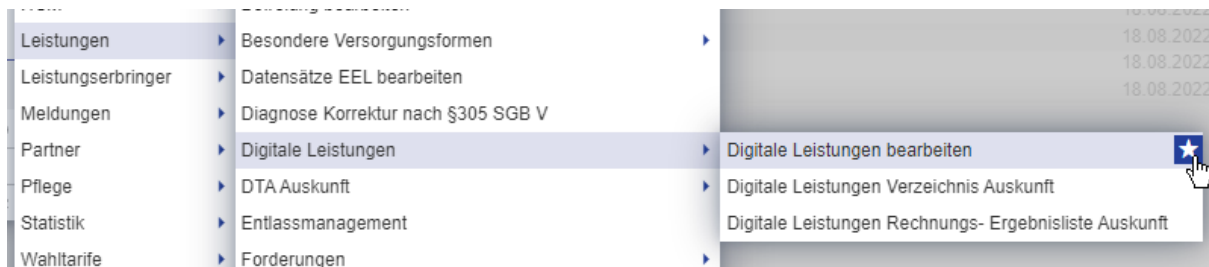 Leistungen
Leistungserbringer
Meldungen
Partner
Pflege
Statistik
Wahltarife
Besondere Versorgungsformen
Datensätze EEL bearbeiten
Diagnose Korrektur nach §305 SGB V
Digitale Leistungen
DTA Auskunft
Entlassmanagement
Forderungen
Digitale Leistungen bearbeiten
Digitale Leistungen Verzeichnis Auskunft
Digitale Leistungen Rechnungs- Ergebnisliste Auskunft
18.08.2022
18.08.2022
18.08.2022
18.08.2022